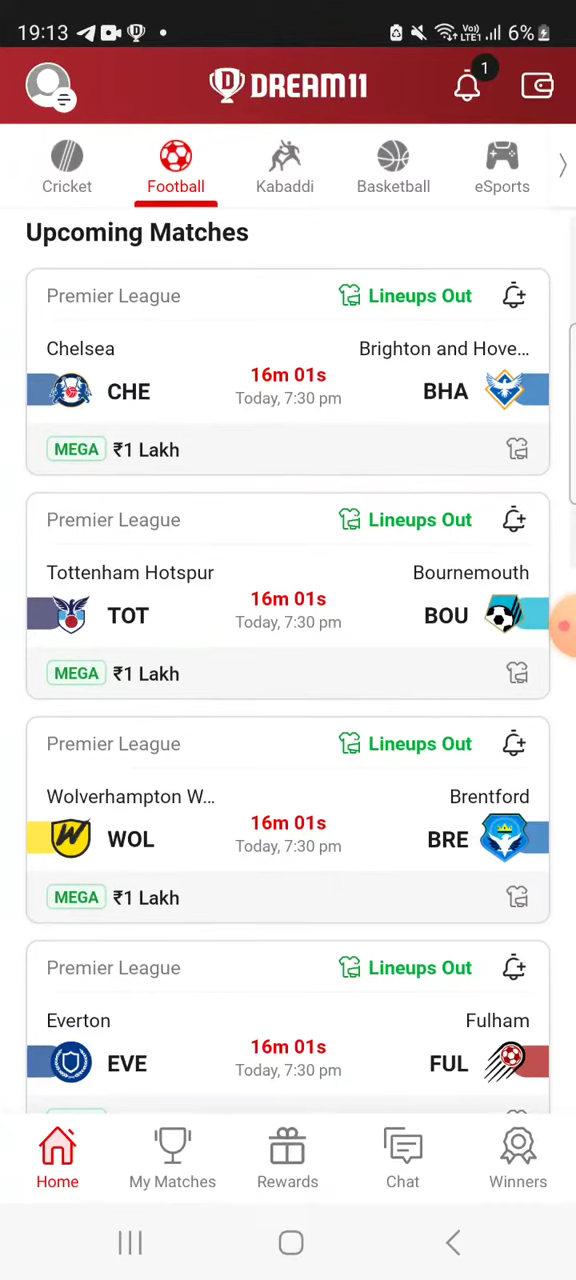 19:13 VoD LTE1 6%
DREAM11 1
Cricket Football Kabaddi Basketball eSports
Upcoming Matches
Premier League Lineups Out
Chelsea Brighton and Hove...
CHE 16m 01s BHA
Today, 7:30 pm
MEGA ₹1 Lakh
Premier League Lineups Out
Tottenham Hotspur Bournemouth
TOT 16m 01s BOU
Today, 7:30 pm
MEGA ₹1 Lakh
Premier League Lineups Out
Wolverhampton W... Brentford
WOL 16m 01s BRE
Today, 7:30 pm
MEGA ₹1 Lakh
Premier League Lineups Out
Everton Fulham
EVE 16m 01s FUL
Today, 7:30 pm
Home My Matches Rewards Chat Winners